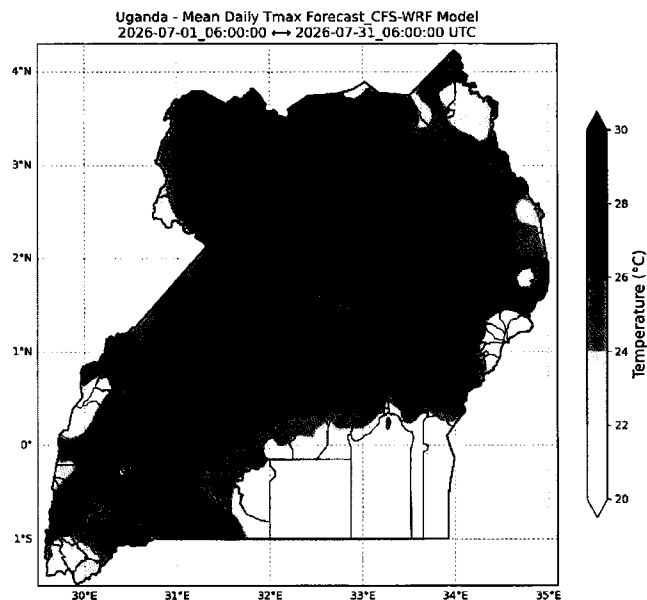 Uganda - Mean Daily Tmax Forecast_CFS-WRF Model
2026-07-01_06:00:00 ↔ 2026-07-31_06:00:00 UTC
4°N
3°N
2°N
1°N
0°
1°S
30°E
31°E
32°E
33°E
34°E
35°E
30
28
26
24
22
20
Temperature (°C)